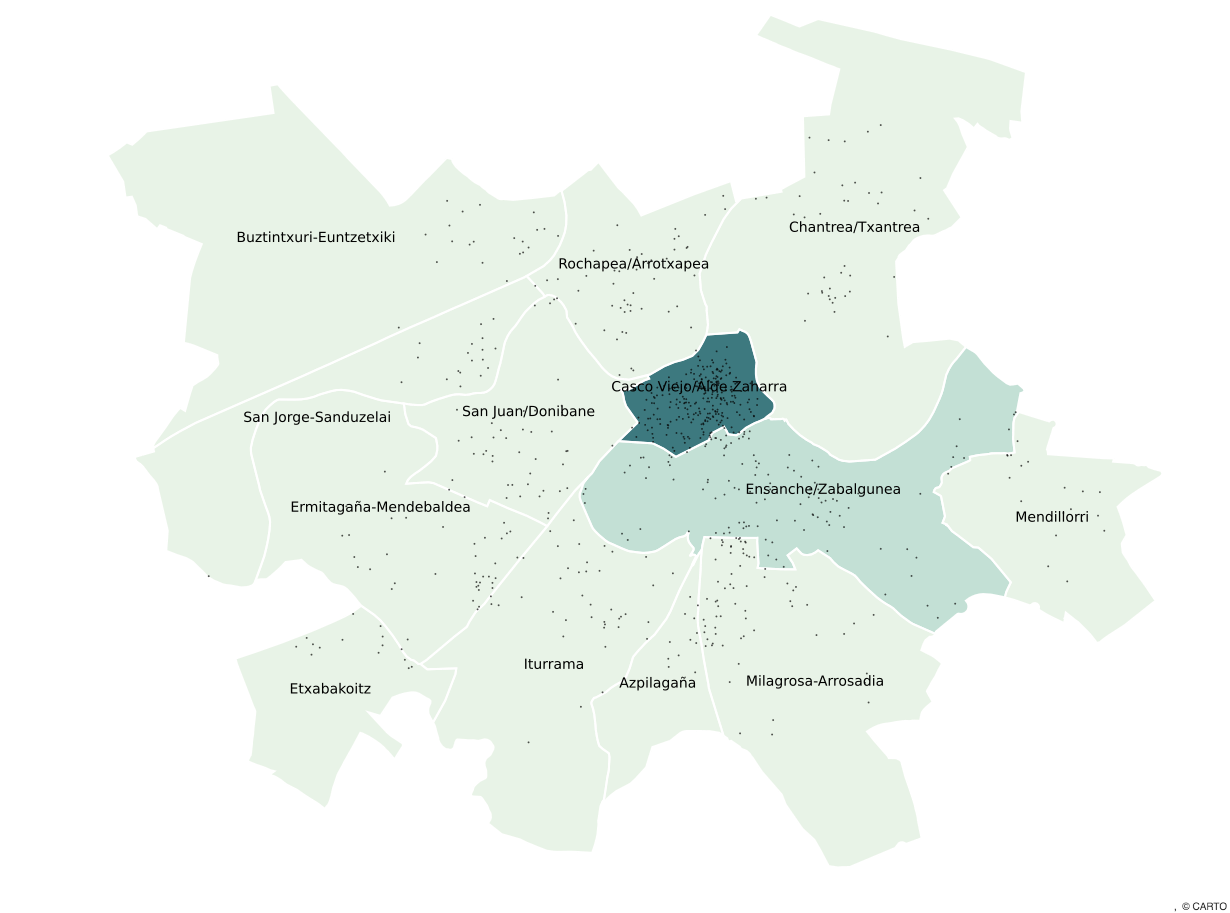 Chantrea/Txantrea
Buztintxuri-Euntzetxiki
Rochapea/Arrotxapea
Casco Viejo/Alde Zaharra
San Juan/Donibane
San Jorge-Sanduzelai
Ensanche/Zabalgunea
Ermitagaña-Mendebaldea
Mendillorri
Iturrama
Azpilagaña
Milagrosa-Arrosadia
Etxabakoitz
, © CARTO